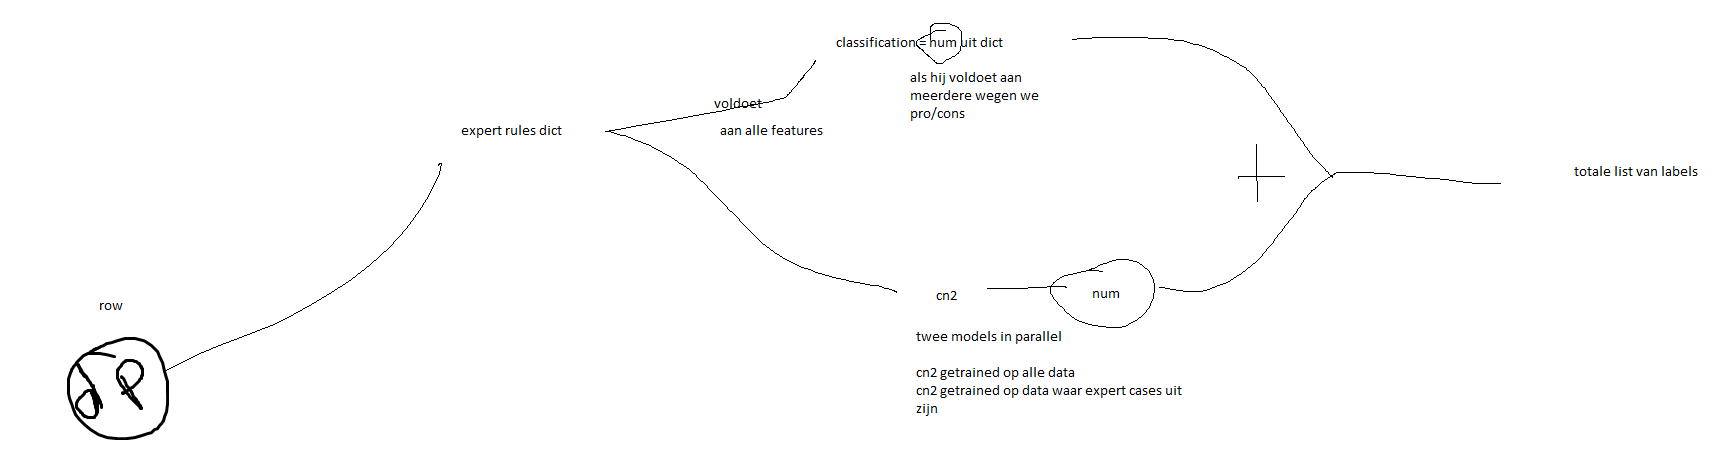 classification = num uit dict
als hij voldoet aan
meerdere wegen we
pro/cons
voldoet
aan alle features
expert rules dict
totale list van labels
row
dP
cn2
num
twee models in parallel
cn2 getrained op alle data
cn2 getrained op data waar expert cases uit
zijn